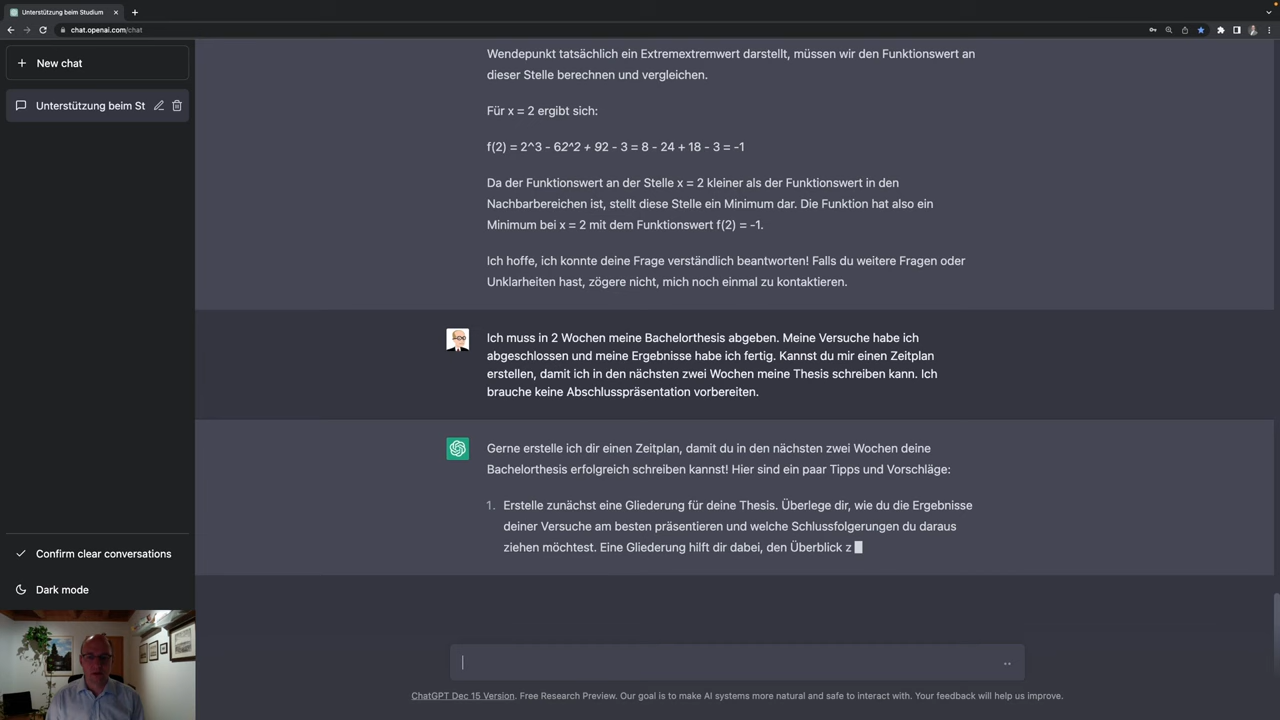 Unterstützung beim Studium
chat.openai.com/chat
New chat
Unterstützung beim St
Wendepunkt tatsächlich ein Extremextremwert darstellt, müssen wir den Funktionswert an
dieser Stelle berechnen und vergleichen.
Für x = 2 ergibt sich:
f(2) = 2^3 - 62^2 + 92 - 3 = 8 - 24 + 18 - 3 = -1
Da der Funktionswert an der Stelle x = 2 kleiner als der Funktionswert in den
Nachbarbereichen ist, stellt diese Stelle ein Minimum dar. Die Funktion hat also ein
Minimum bei x = 2 mit dem Funktionswert f(2) = -1.
Ich hoffe, ich konnte deine Frage verständlich beantworten! Falls du weitere Fragen oder
Unklarheiten hast, zögere nicht, mich noch einmal zu kontaktieren.
Ich muss in 2 Wochen meine Bachelorthesis abgeben. Meine Versuche habe ich
abgeschlossen und meine Ergebnisse habe ich fertig. Kannst du mir einen Zeitplan
erstellen, damit ich in den nächsten zwei Wochen meine Thesis schreiben kann. Ich
brauche keine Abschlusspräsentation vorbereiten.
Gerne erstelle ich dir einen Zeitplan, damit du in den nächsten zwei Wochen deine
Bachelorthesis erfolgreich schreiben kannst! Hier sind ein paar Tipps und Vorschläge:
1. Erstelle zunächst eine Gliederung für deine Thesis. Überlege dir, wie du die Ergebnisse
deiner Versuche am besten präsentieren und welche Schlussfolgerungen du daraus
ziehen möchtest. Eine Gliederung hilft dir dabei, den Überblick z
Confirm clear conversations
Dark mode
ChatGPT Dec 15 Version. Free Research Preview. Our goal is to make AI systems more natural and safe to interact with. Your feedback will help us improve.